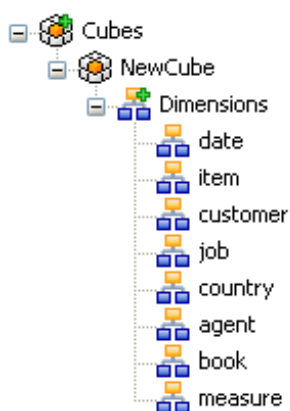 Cubes
NewCube
Dimensions
date
item
customer
job
country
agent
book
measure